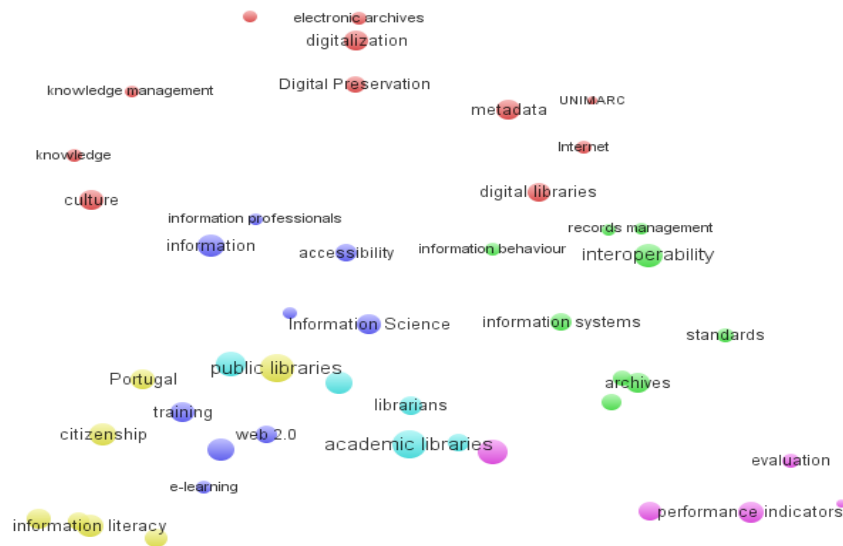 electronic archives
digitalization
Digital Preservation
knowledge management
UNIMARC
metadata
Internet
knowledge
digital libraries
culture
information professionals
records management
information
accessibility
information behaviour
interoperability
Information Science
information systems
standards
public libraries
Portugal
archives
librarians
training
citizenship
web 2.0
academic libraries
evaluation
e-learning
performance indicators
information literacy